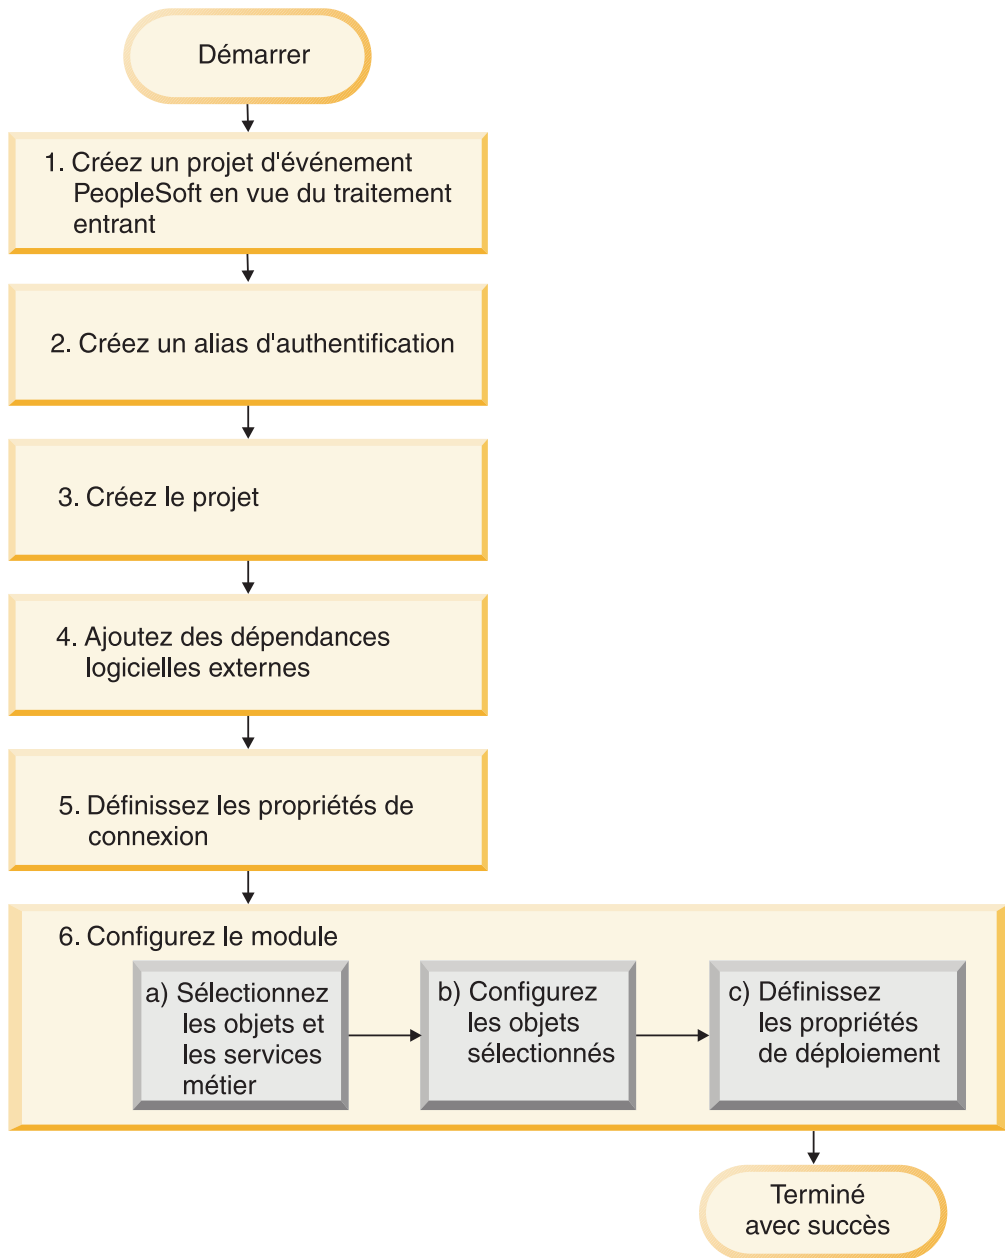 Démarrer
1. Créez un projet d'événement
PeopleSoft en vue du traitement
entrant
2. Créez un alias d'authentification
3. Créez le projet
4. Ajoutez des dépendances
logicielles externes
5. Définissez les propriétés de
connexion
6. Configurez le module
a) Sélectionnez
les objets et
les services
métier
b) Configurez
les objets
sélectionnés
c) Définissez
les propriétés
de déploiement
Terminé
avec succès